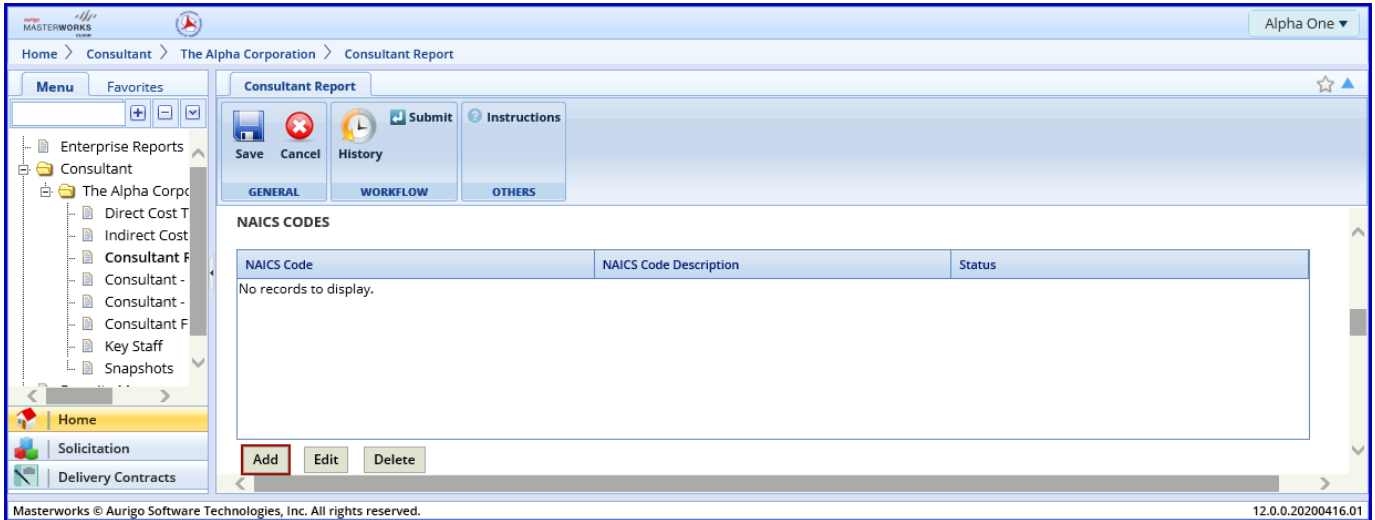 aurigo
MASTERWORKS
CLOUD
Alpha One ▼
Home > Consultant > The Alpha Corporation > Consultant Report
Menu
Favorites
Consultant Report
Enterprise Reports
Consultant
The Alpha Corpo
Direct Cost T
Indirect Cost
Consultant R
Consultant -
Consultant -
Consultant F
Key Staff
Snapshots
Home
Solicitation
Delivery Contracts
Save
Cancel
GENERAL
History
Submit
WORKFLOW
Instructions
OTHERS
NAICS CODES
NAICS Code
NAICS Code Description
Status
No records to display.
Add
Edit
Delete
Masterworks © Aurigo Software Technologies, Inc. All rights reserved.
12.0.0.20200416.01